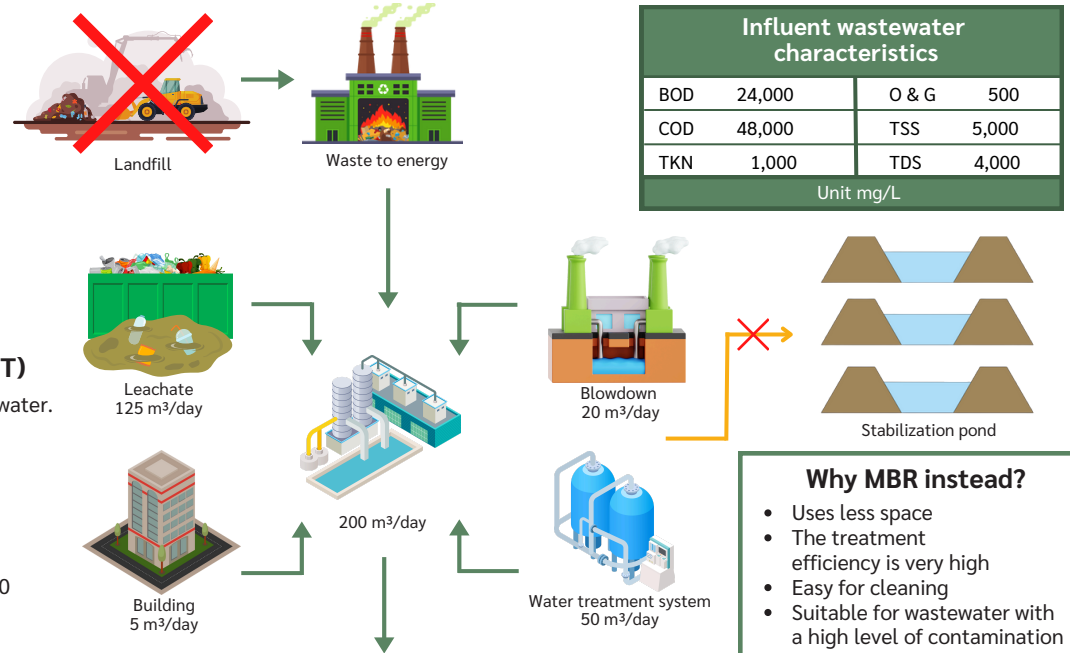 Influent wastewater
characteristics
BOD 24,000 O & G 500
COD 48,000 TSS 5,000
TKN 1,000 TDS 4,000
Unit mg/L
Landfill
Waste to energy
T)
water.
Leachate
125 m³/day
Blowdown
20 m³/day
Stabilization pond
200 m³/day
0
Building
5 m³/day
Water treatment system
50 m³/day
Why MBR instead?
• Uses less space
• The treatment
efficiency is very high
• Easy for cleaning
• Suitable for wastewater with
a high level of contamination